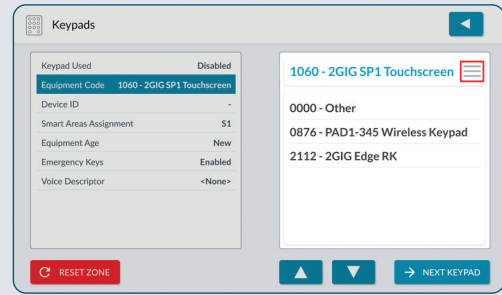 Keypads
Keypad Used Disabled
Equipment Code 1060 - 2GIG SP1 Touchscreen
Device ID -
Smart Areas Assignment S1
Equipment Age New
Emergency Keys Enabled
Voice Descriptor <None>
1060 - 2GIG SP1 Touchscreen
0000 - Other
0876 - PAD1-345 Wireless Keypad
2112 - 2GIG Edge RK
RESET ZONE
NEXT KEYPAD